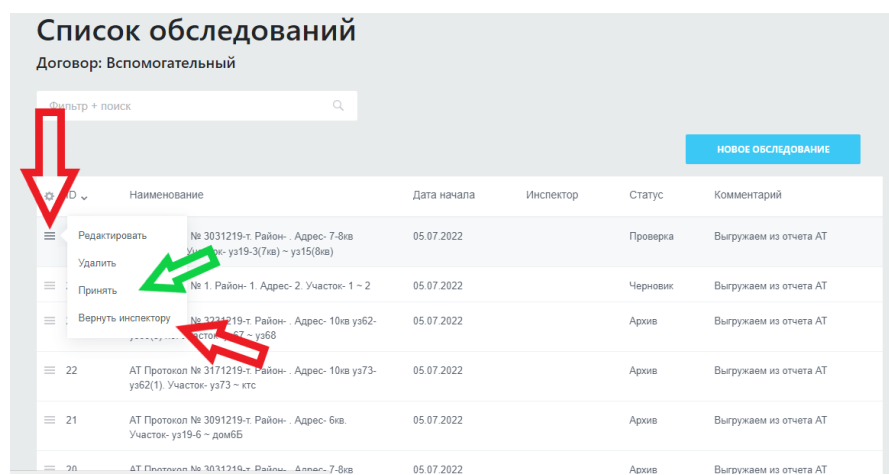 Список обследований
Договор: Вспомогательный
Фильтр + поиск
НОВОЕ ОБСЛЕДОВАНИЕ
Наименование Дата начала Инспектор Статус Комментарий
Редактировать
Удалить
Принять
Вернуть инспектору
№ 3031219-т. Район- . Адрес- 7-8кв 05.07.2022 Проверка Выгружаем из отчета АТ
уз19-3(7кв) ~ уз15(8кв)
№ 1. Район- 1. Адрес- 2. Участок- 1 ~ 2 05.07.2022 Черновик Выгружаем из отчета АТ
№ 3231219-т. Район- . Адрес- 10кв уз62- 05.07.2022 Архив Выгружаем из отчета АТ
~ уз68
22 АТ Протокол № 3171219-т. Район- . Адрес- 10кв уз73- 05.07.2022 Архив Выгружаем из отчета АТ
уз62(1). Участок- уз73 ~ ктс
21 АТ Протокол № 3091219-т. Район- . Адрес- 6кв. 05.07.2022 Архив Выгружаем из отчета АТ
Участок- уз19-6 ~ дом6Б
20 АТ Протокол № 3031219-т. Район- . Адрес- 7-8кв 05.07.2022 Архив Выгружаем из отчета АТ